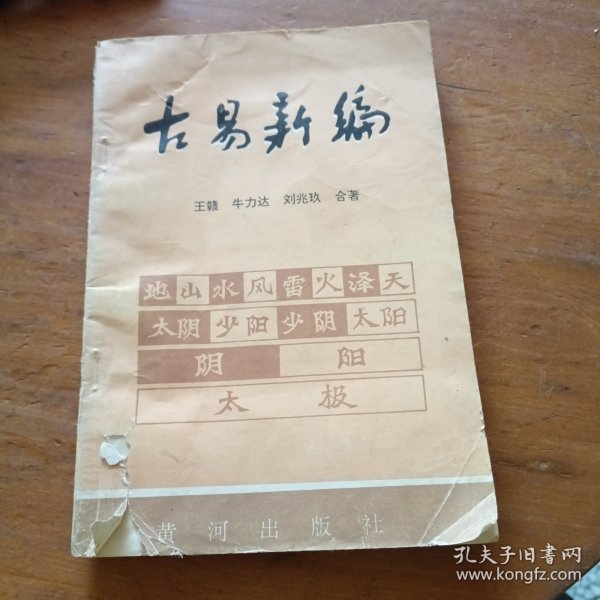 古易新编
王赣 牛力达 刘兆玖 合著
地山水风雷火泽天
太阴少阳少阴太阳
阴 阳
太 极
黄河出版社
孔夫子旧书网
www.kongfz.com